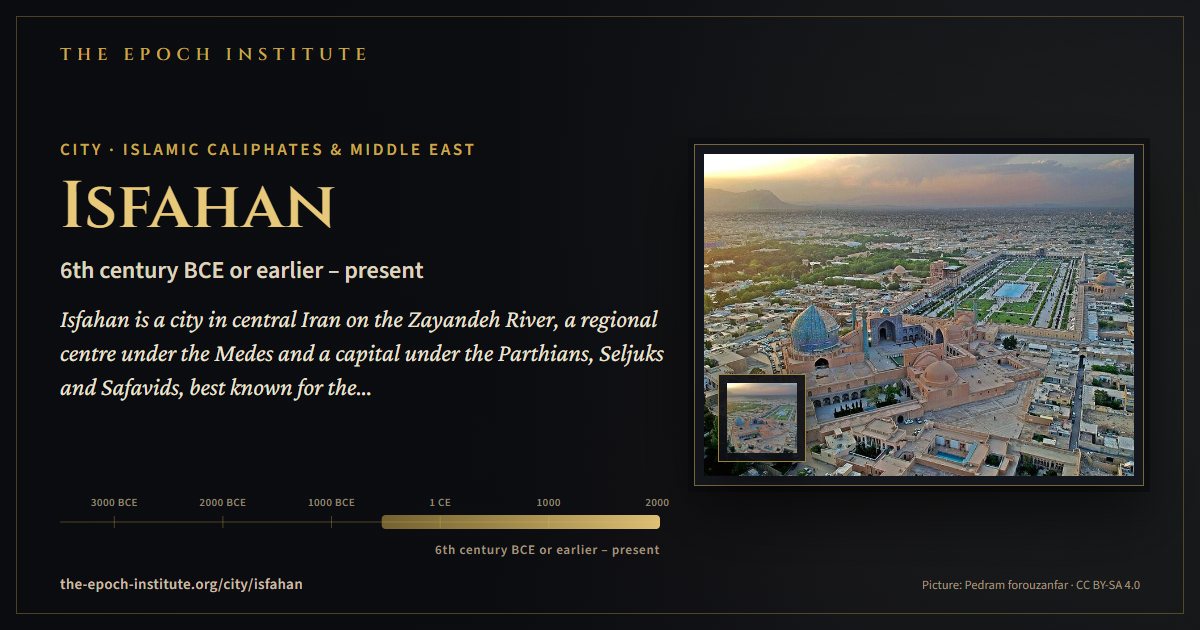 THE EPOCH INSTITUTE
CITY · ISLAMIC CALIPHATES & MIDDLE EAST
ISFAHAN
6th century BCE or earlier – present
Isfahan is a city in central Iran on the Zayandeh River, a regional
centre under the Medes and a capital under the Parthians, Seljuks
and Safavids, best known for the...
3000 BCE 2000 BCE 1000 BCE 1 CE 1000 2000
6th century BCE or earlier – present
the-epoch-institute.org/city/isfahan
Picture: Pedram forouzanfar · CC BY-SA 4.0